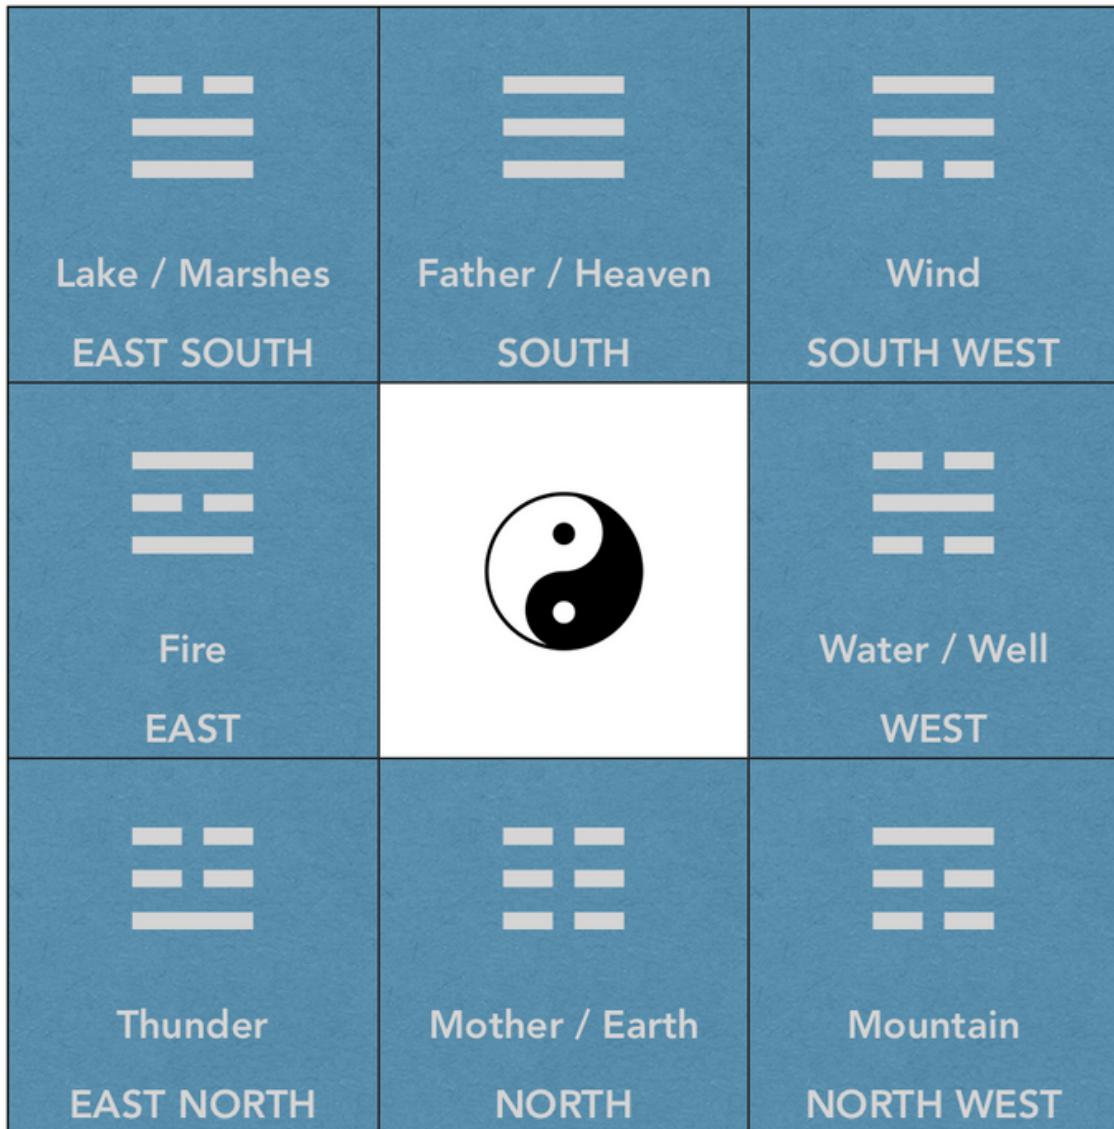 Lake / Marshes
EAST SOUTH
Father / Heaven
SOUTH
Wind
SOUTH WEST
Fire
EAST
Water / Well
WEST
Thunder
EAST NORTH
Mother / Earth
NORTH
Mountain
NORTH WEST